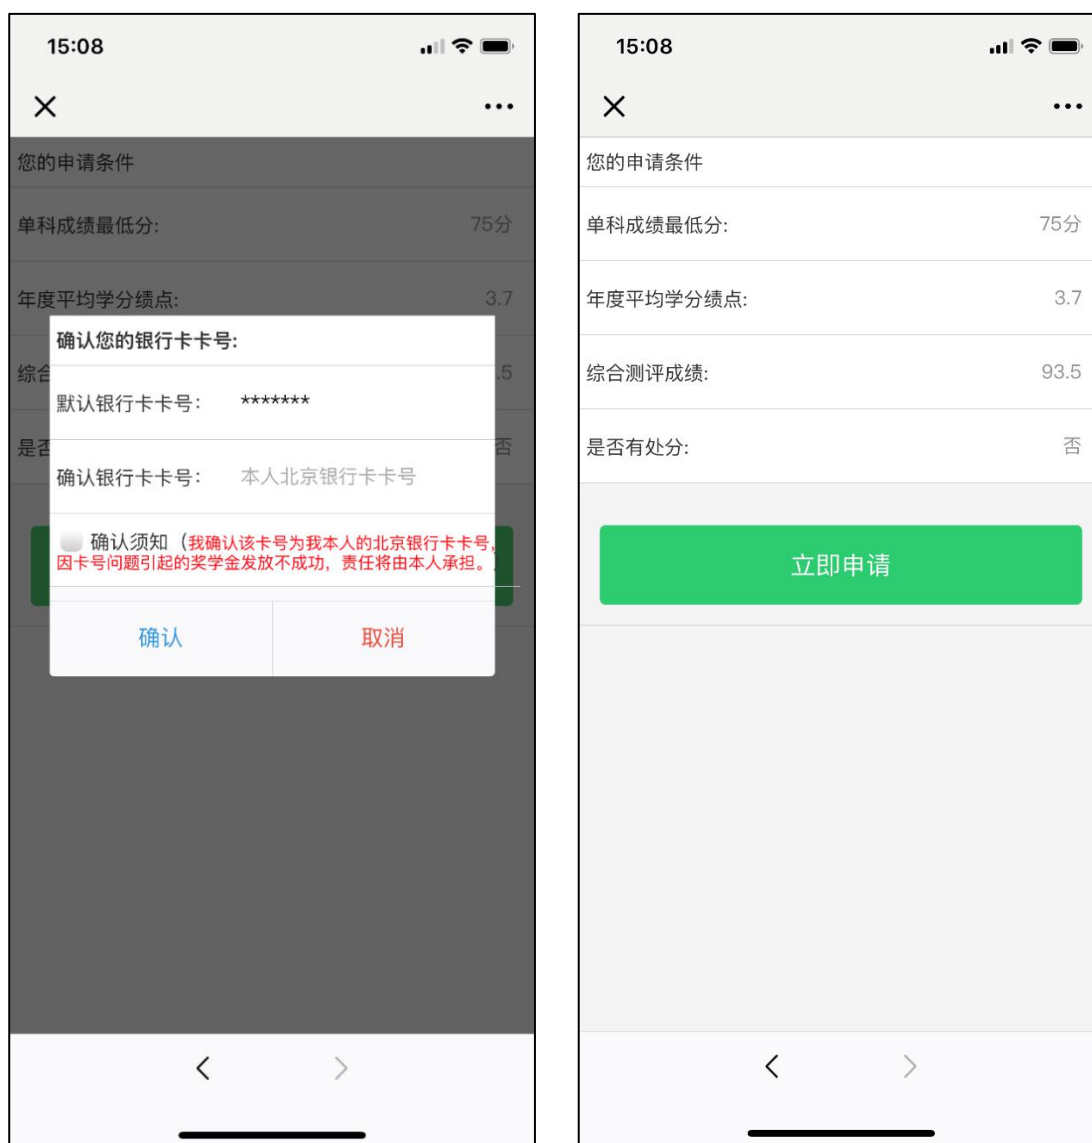 15:08
您的申请条件
单科成绩最低分: 75分
年度平均学分绩点: 3.7
确认您的银行卡卡号:
综合 .5
默认银行卡卡号： *******
是否 否
确认银行卡卡号： 本人北京银行卡卡号
确认须知（我确认该卡号为我本人的北京银行卡卡号，
因卡号问题引起的奖学金发放不成功，责任将由本人承担。
确认 取消
15:08
您的申请条件
单科成绩最低分: 75分
年度平均学分绩点: 3.7
综合测评成绩: 93.5
是否有处分: 否
立即申请